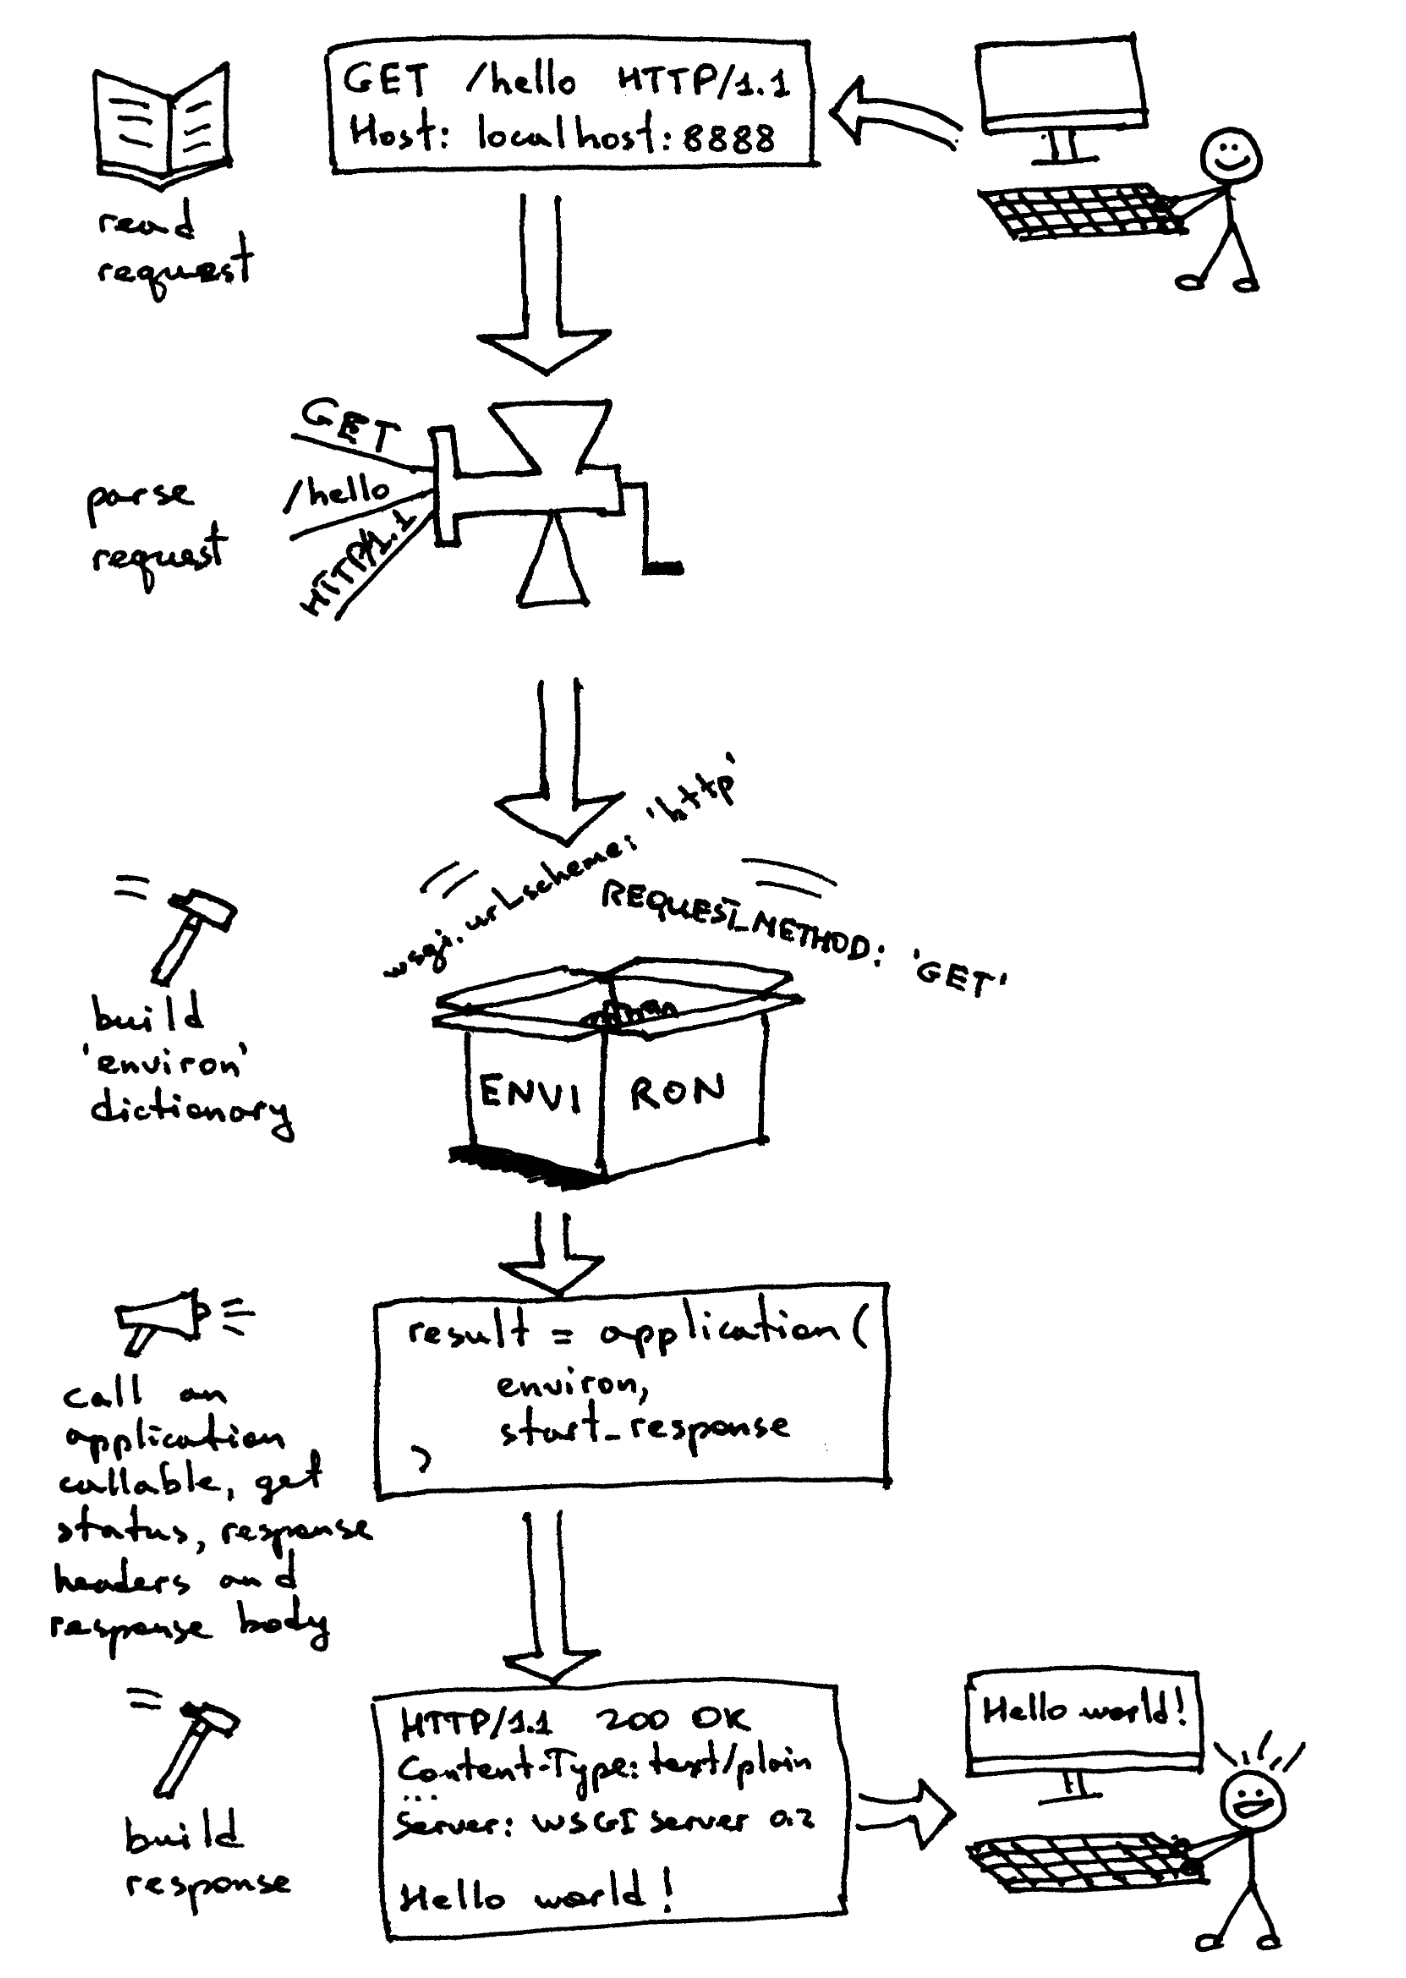 GET /hello HTTP/1.1
Host: localhost:8888
read
request
GET
/hello
HTTP/1.1
parse
request
wsgi.url_scheme: 'http'
REQUEST_METHOD: 'GET'
build
'environ'
dictionary
ENVIRON
result = application(
environ,
start_response
)
call an
application
callable, get
status, response
headers and
response body
HTTP/1.1 200 OK
Content-Type: text/plain
...
Server: WSGIServer 0.2
Hello world!
build
response
Hello world!